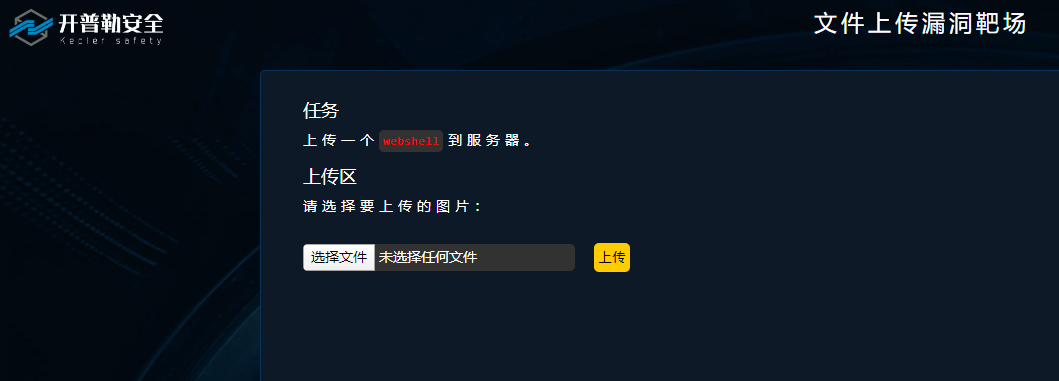 开普勒安全
Kepler safety
文件上传漏洞靶场
任务
上传一个 webshell 到服务器。
上传区
请选择要上传的图片：
选择文件 未选择任何文件 上传